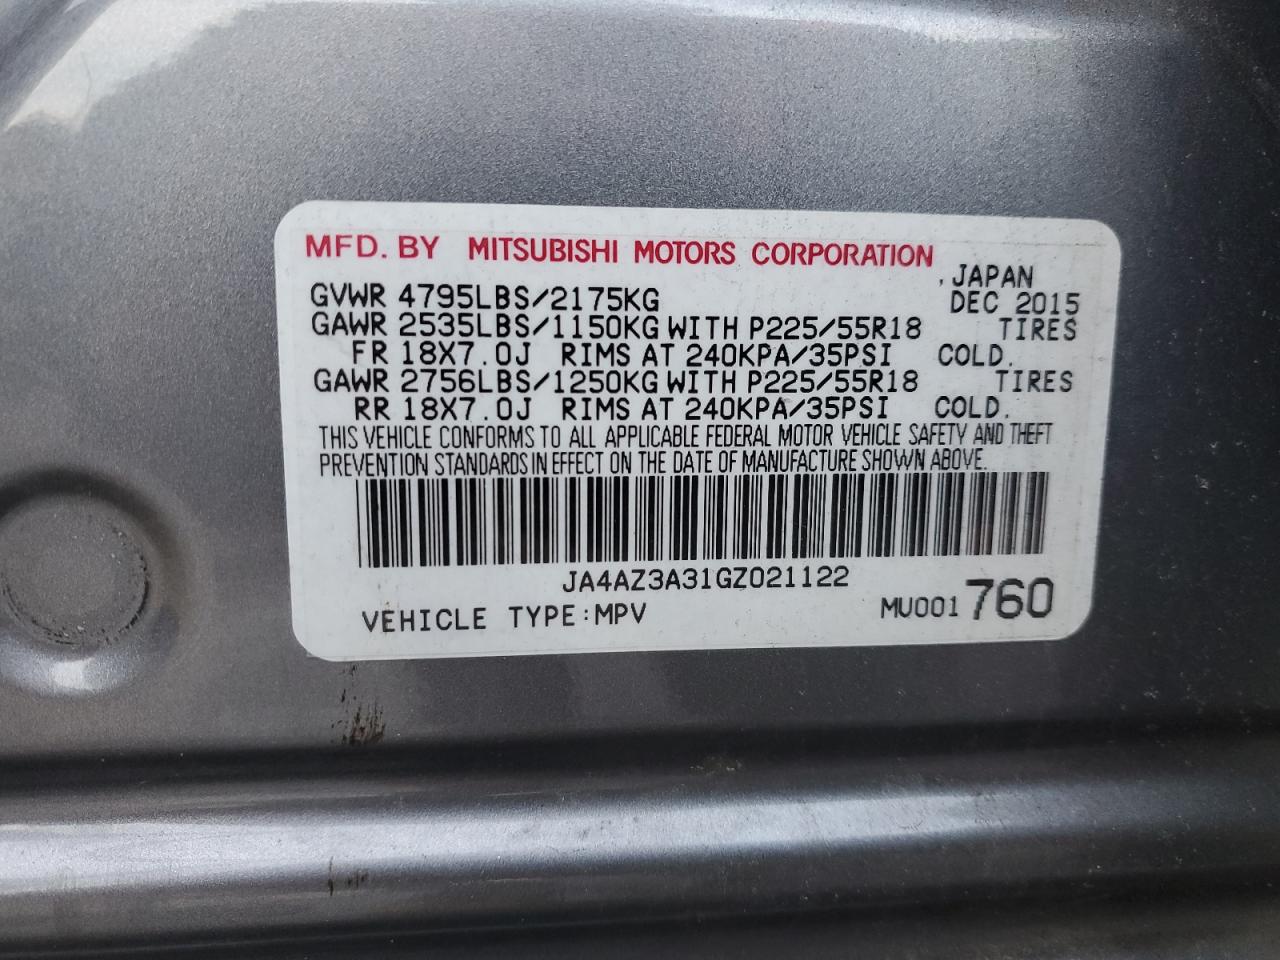 MFD. BY MITSUBISHI MOTORS CORPORATION
, JAPAN
GVWR 4795LBS/2175KG DEC 2015
GAWR 2535LBS/1150KG WITH P225/55R18 TIRES
FR 18X7.0J RIMS AT 240KPA/35PSI COLD.
GAWR 2756LBS/1250KG WITH P225/55R18 TIRES
RR 18X7.0J RIMS AT 240KPA/35PSI COLD.
THIS VEHICLE CONFORMS TO ALL APPLICABLE FEDERAL MOTOR VEHICLE SAFETY AND THEFT
PREVENTION STANDARDS IN EFFECT ON THE DATE OF MANUFACTURE SHOWN ABOVE.
JA4AZ3A31GZ021122
VEHICLE TYPE:MPV MU001760